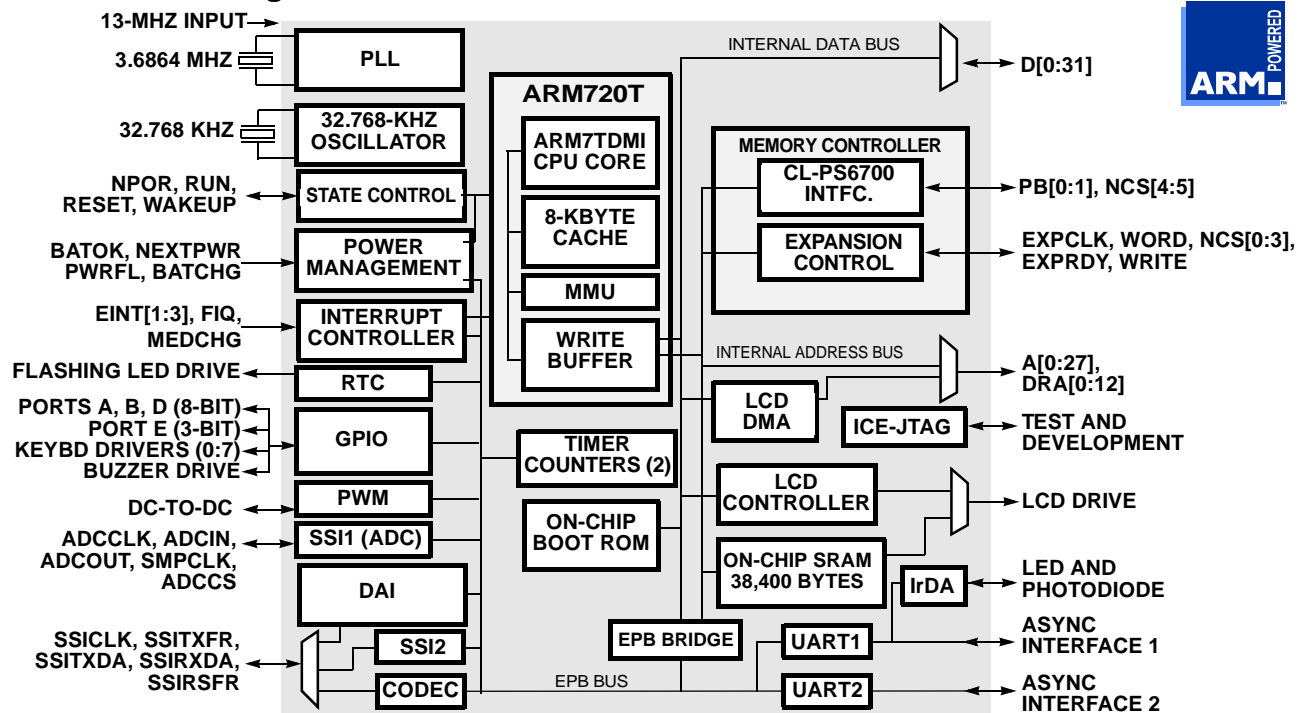 13-MHZ INPUT
3.6864 MHZ
32.768 KHZ
NPOR, RUN,
RESET, WAKEUP
BATOK, NEXTPWR
PWRFL, BATCHG
EINT[1:3], FIQ,
MEDCHG
FLASHING LED DRIVE
PORTS A, B, D (8-BIT)
PORT E (3-BIT)
KEYBD DRIVERS (0:7)
BUZZER DRIVE
DC-TO-DC
ADCCLK, ADCIN,
ADCOUT, SMPCLK,
ADCCS
SSICLK, SSITXFR,
SSITXDA, SSIRXDA,
SSIRSFR
PLL
32.768-KHZ
OSCILLATOR
STATE CONTROL
POWER
MANAGEMENT
INTERRUPT
CONTROLLER
RTC
GPIO
PWM
SSI1 (ADC)
DAI
SSI2
CODEC
ARM720T
ARM7TDMI
CPU CORE
8-KBYTE
CACHE
MMU
WRITE
BUFFER
TIMER
COUNTERS (2)
ON-CHIP
BOOT ROM
EPB BRIDGE
EPB BUS
INTERNAL DATA BUS
MEMORY CONTROLLER
CL-PS6700
INTFC.
EXPANSION
CONTROL
INTERNAL ADDRESS BUS
LCD
DMA
ICE-JTAG
LCD
CONTROLLER
ON-CHIP SRAM
38,400 BYTES
IrDA
UART1
UART2
D[0:31]
PB[0:1], NCS[4:5]
EXPCLK, WORD, NCS[0:3],
EXPRDY, WRITE
A[0:27],
DRA[0:12]
TEST AND
DEVELOPMENT
LCD DRIVE
LED AND
PHOTODIODE
ASYNC
INTERFACE 1
ASYNC
INTERFACE 2
ARM
POWERED
TM